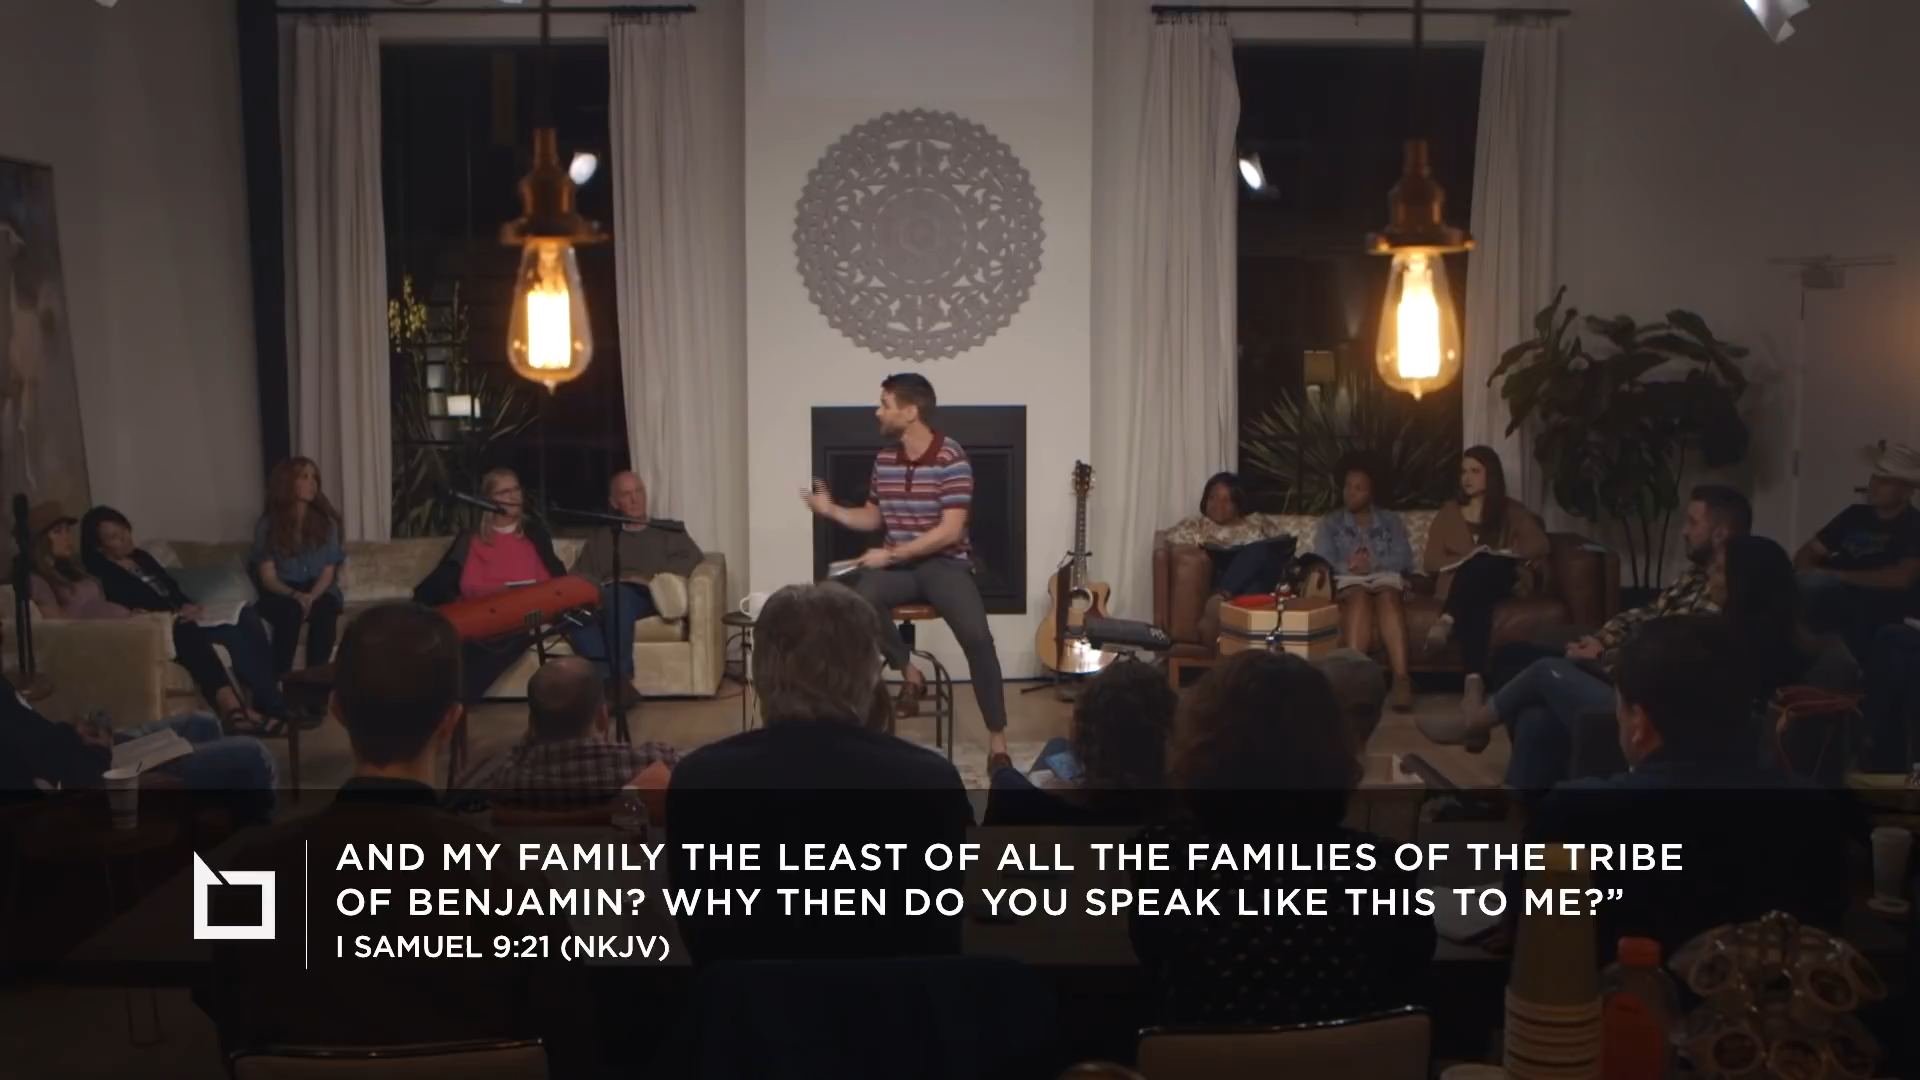 AND MY FAMILY THE LEAST OF ALL THE FAMILIES OF THE TRIBE
OF BENJAMIN? WHY THEN DO YOU SPEAK LIKE THIS TO ME?”
I SAMUEL 9:21 (NKJV)